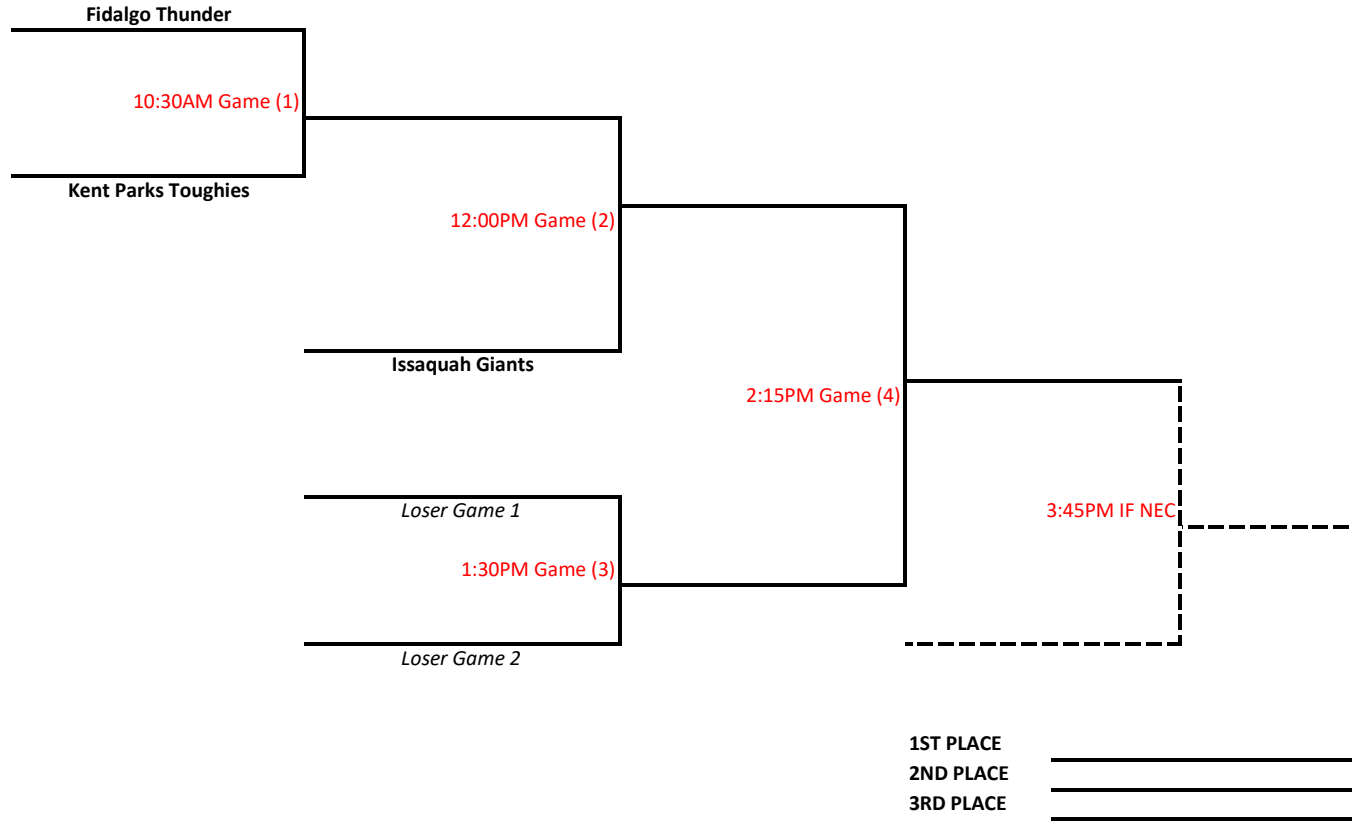 Fidalgo Thunder
10:30AM Game (1)
Kent Parks Toughies
12:00PM Game (2)
Issaquah Giants
2:15PM Game (4)
Loser Game 1
3:45PM IF NEC
1:30PM Game (3)
Loser Game 2
1ST PLACE
2ND PLACE
3RD PLACE